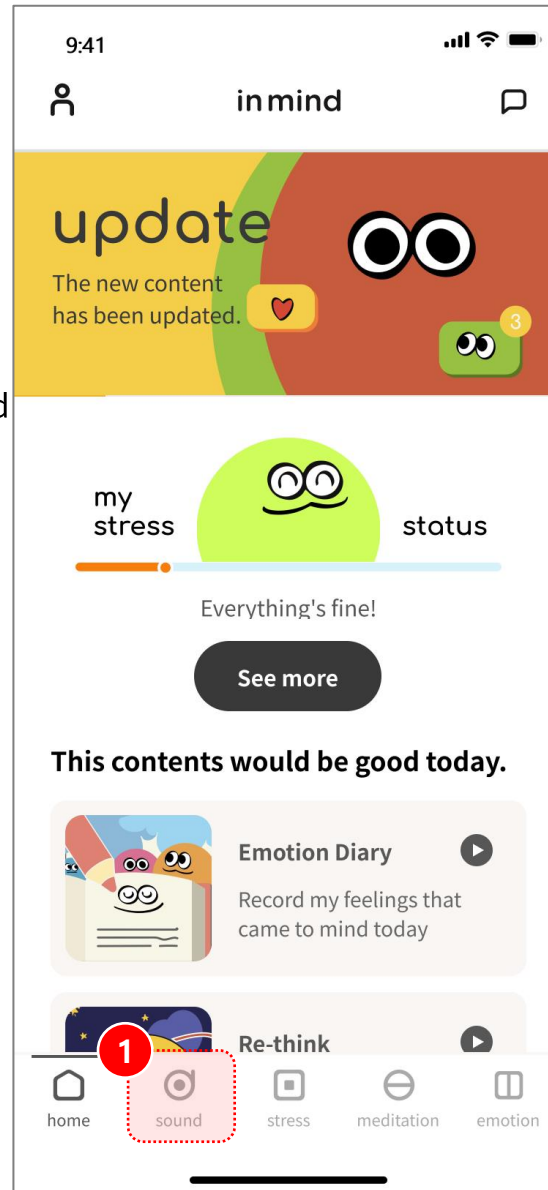 9:41
in mind
update
The new content
has been updated.
3
d
my
stress
status
Everything's fine!
See more
This contents would be good today.
Emotion Diary
Record my feelings that
came to mind today
Re-think
1
home
sound
stress
meditation
emotion